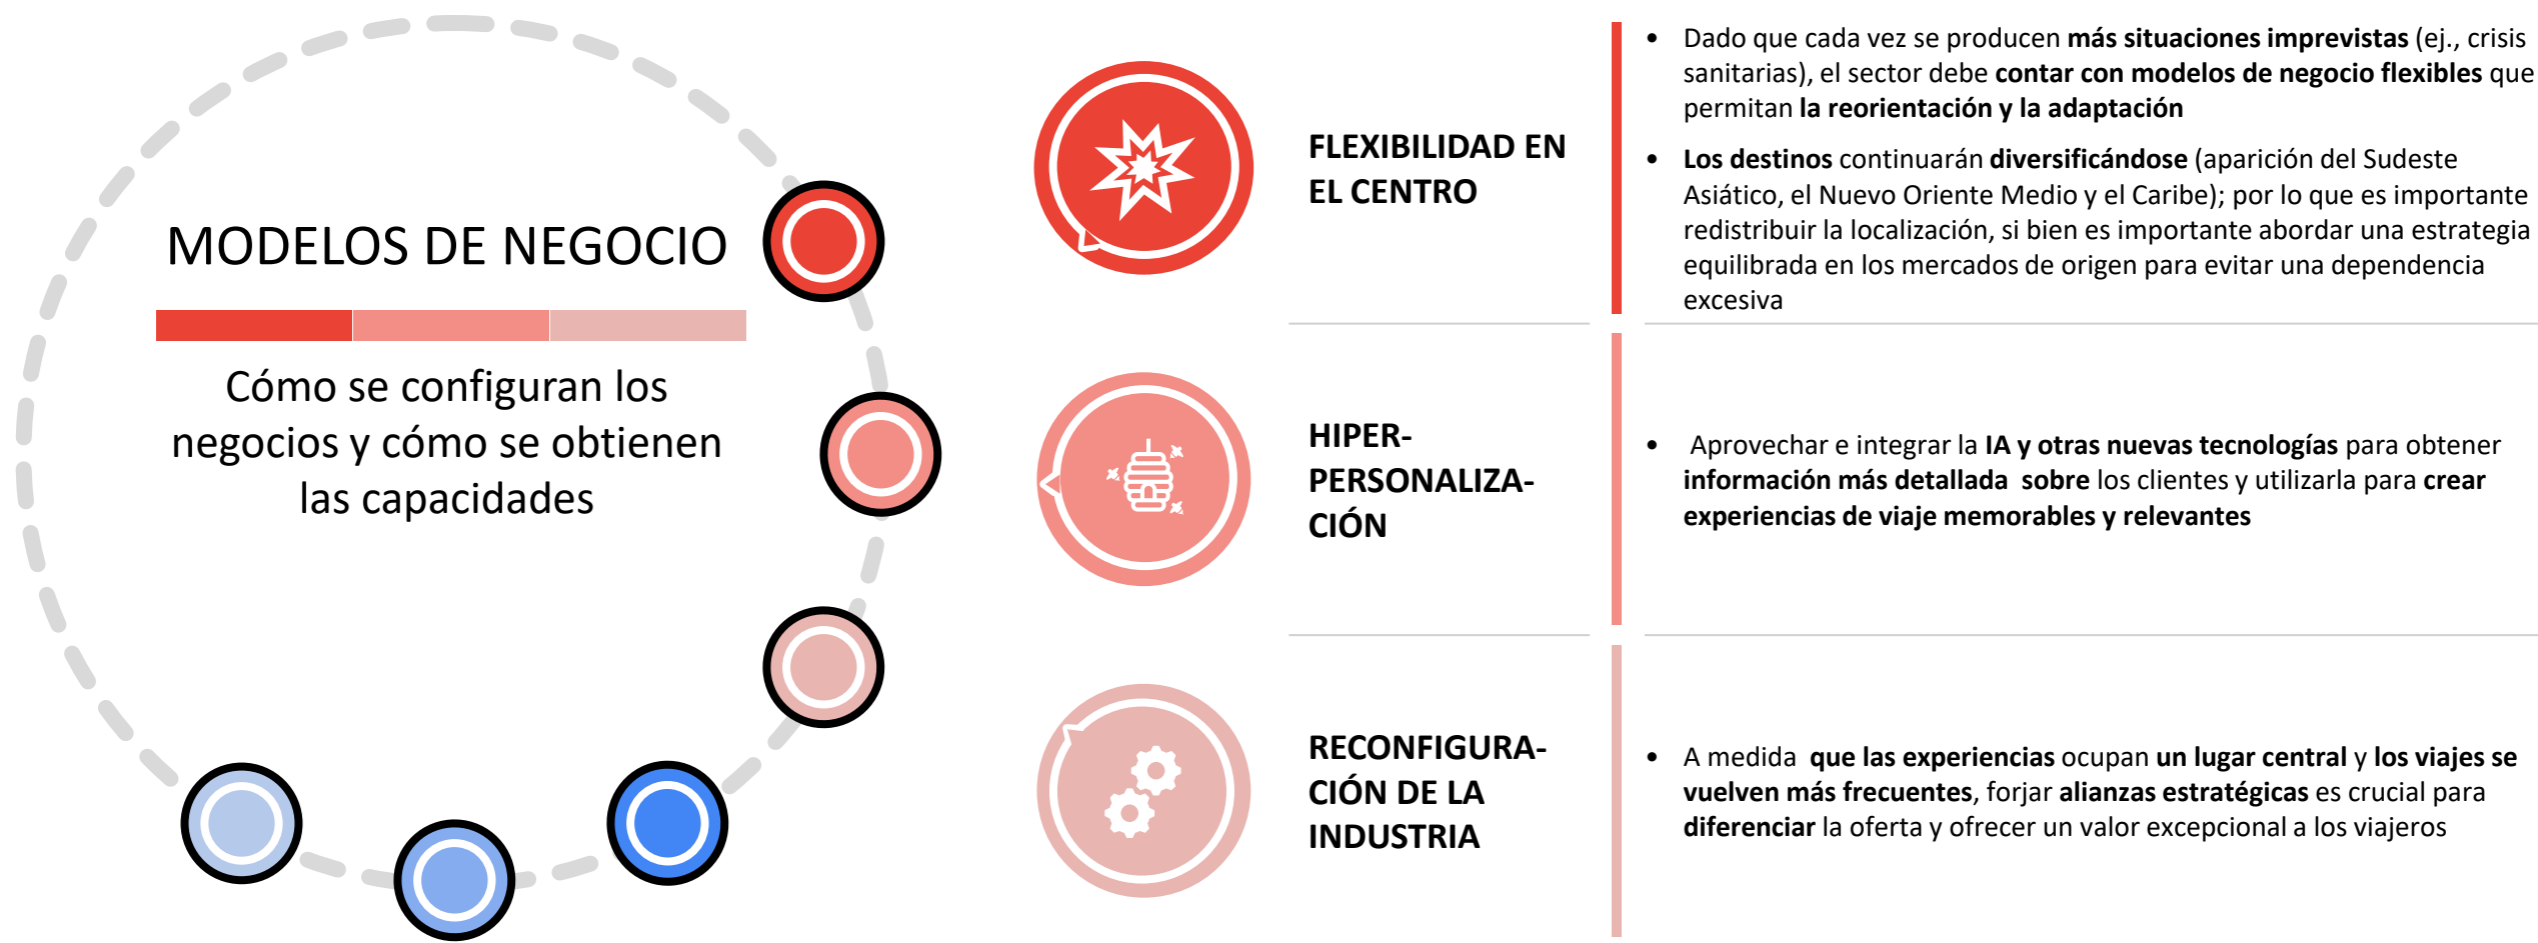 MODELOS DE NEGOCIO
Cómo se configuran los
negocios y cómo se obtienen
las capacidades
FLEXIBILIDAD EN
EL CENTRO
• Dado que cada vez se producen más situaciones imprevistas (ej., crisis
sanitarias), el sector debe contar con modelos de negocio flexibles que
permitan la reorientación y la adaptación
• Los destinos continuarán diversificándose (aparición del Sudeste
Asiático, el Nuevo Oriente Medio y el Caribe); por lo que es importante
redistribuir la localización, si bien es importante abordar una estrategia
equilibrada en los mercados de origen para evitar una dependencia
excesiva
HIPER-
PERSONALIZA-
CIÓN
• Aprovechar e integrar la IA y otras nuevas tecnologías para obtener
información más detallada sobre los clientes y utilizarla para crear
experiencias de viaje memorables y relevantes
RECONFIGURA-
CIÓN DE LA
INDUSTRIA
• A medida que las experiencias ocupan un lugar central y los viajes se
vuelven más frecuentes, forjar alianzas estratégicas es crucial para
diferenciar la oferta y ofrecer un valor excepcional a los viajeros